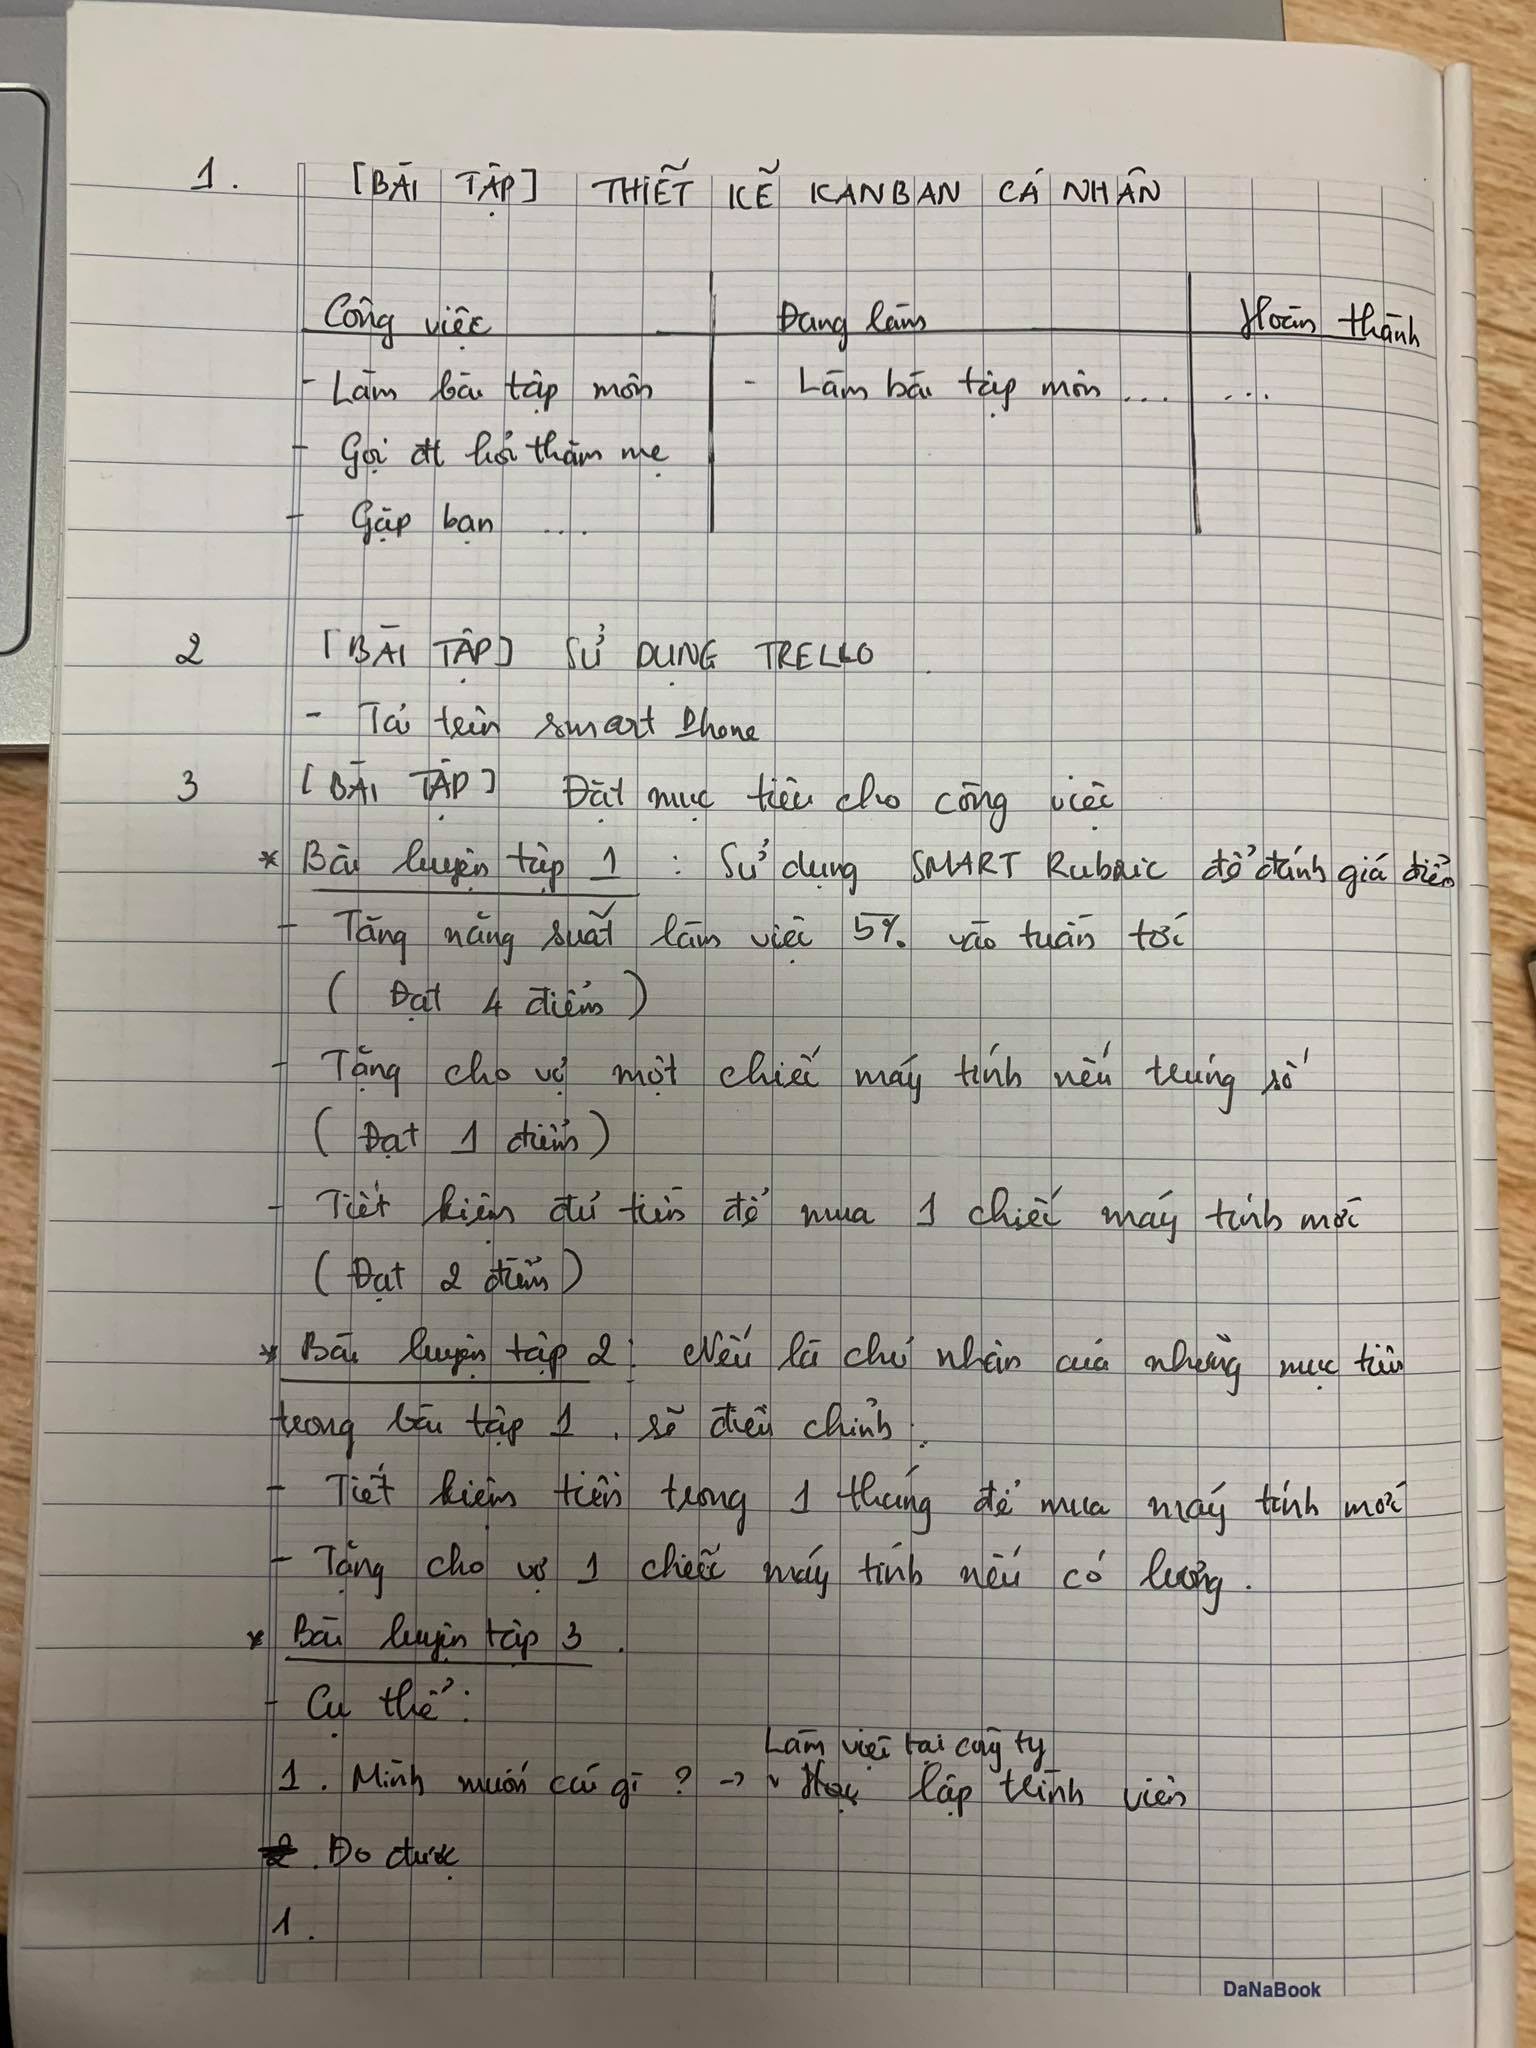 1. [BÀI TẬP] THIẾT KẾ KANBAN CÁ NHÂN
Công việc Đang làm Hoàn thành
- Làm bài tập môn - Làm bài tập môn ... ...
- Gọi đt hỏi thăm mẹ
- Gặp bạn ....
2 [BÀI TẬP] SỬ DỤNG TRELLO
- Tải trên smart Phone
3 [BÀI TẬP] Đặt mục tiêu cho công việc
* Bài luyện tập 1 : Sử dụng SMART Rubric để đánh giá điểm
- Tăng năng suất làm việc 5% vào tuần tới
( Đạt 4 điểm )
- Tặng cho vợ một chiếc máy tính nếu trúng số
( Đạt 1 điểm )
- Tiết kiệm đủ tiền để mua 1 chiếc máy tính mới
( Đạt 2 điểm )
* Bài luyện tập 2 : Nếu là chủ nhân của những mục tiêu
trong bài tập 1 . sẽ điều chỉnh :
- Tiết kiệm tiền trong 1 tháng để mua máy tính mới
- Tặng cho vợ 1 chiếc máy tính nếu có lương .
* Bài luyện tập 3 .
- Cụ thể :
Làm việc tại công ty
1 . Mình muốn cái gì ? → Học lập trình viên
2 . Đo được
1 .
DaNaBook